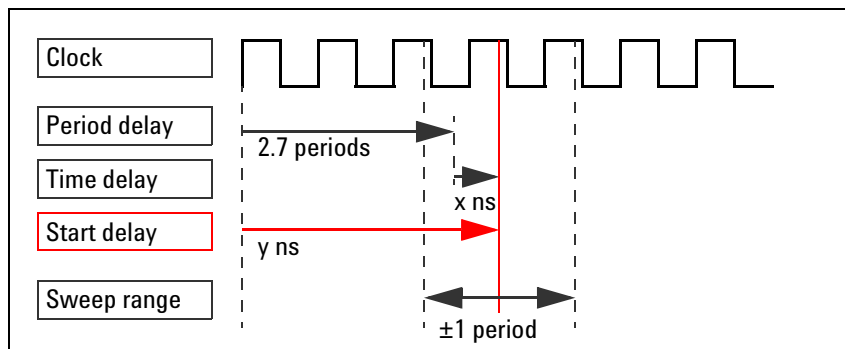 Clock
Period delay
2.7 periods
Time delay
x ns
Start delay
y ns
Sweep range
±1 period